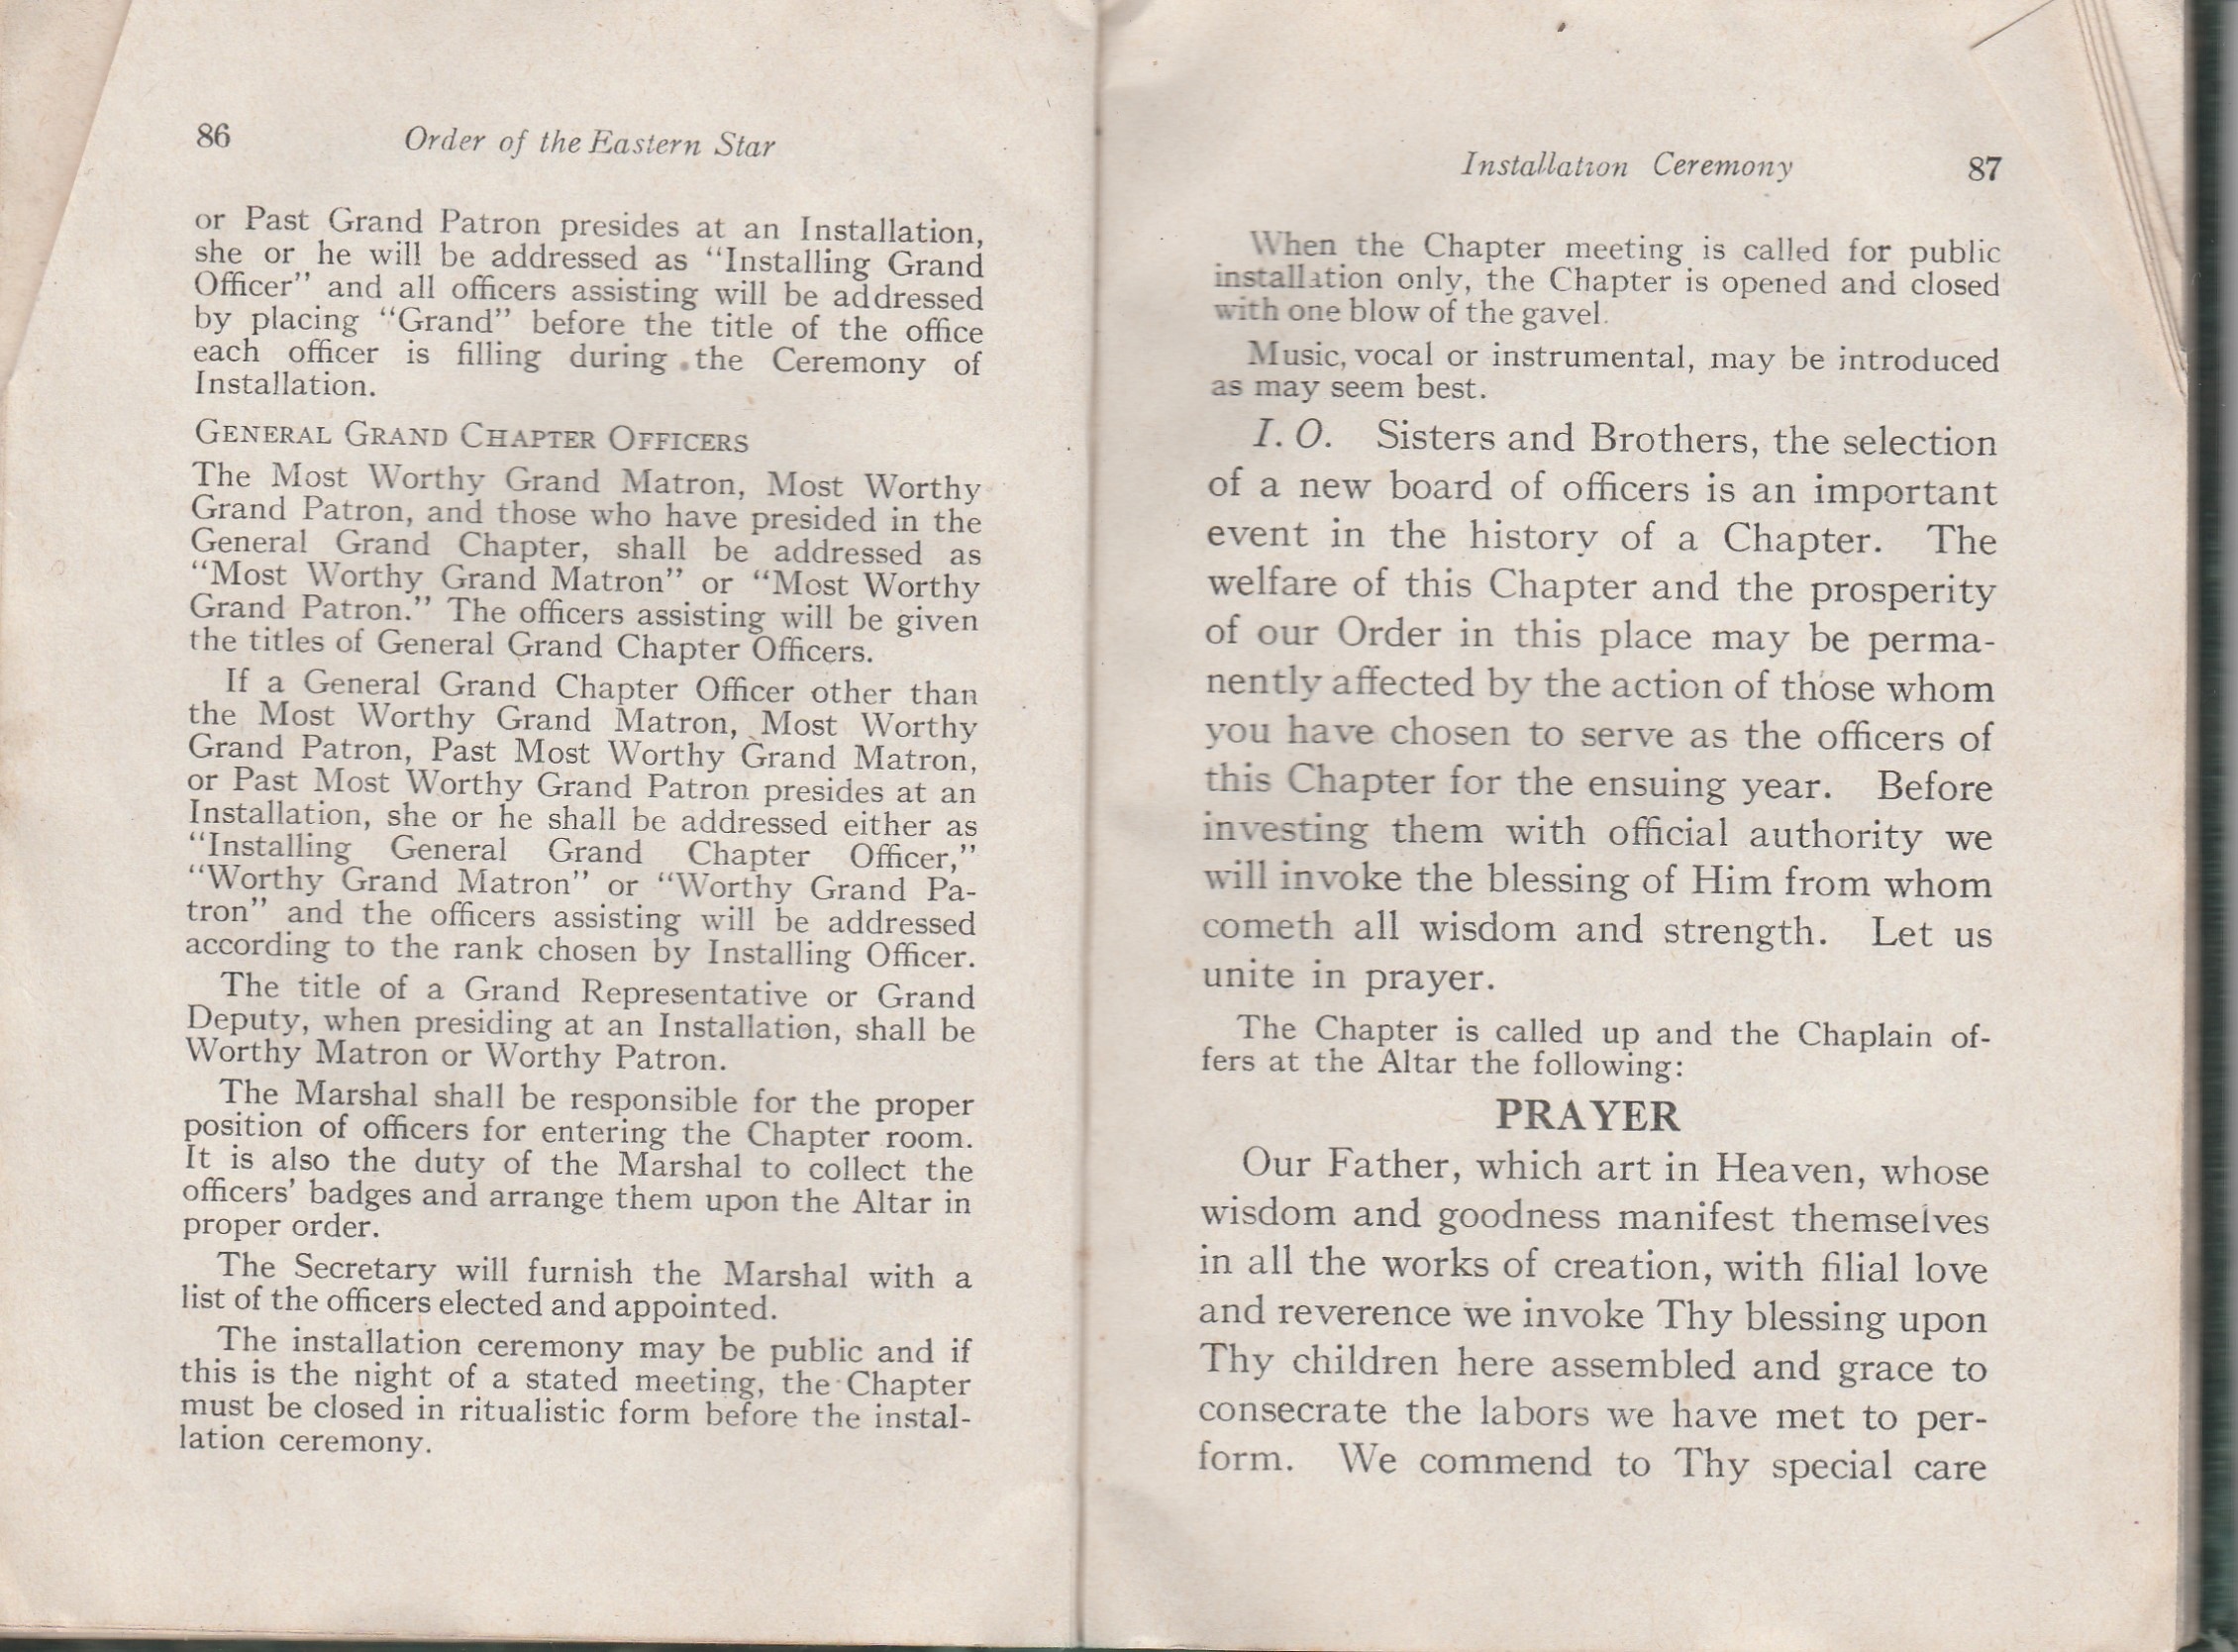 86 Order of the Eastern Star
or Past Grand Patron presides at an Installation,
she or he will be addressed as "Installing Grand
Officer" and all officers assisting will be addressed
by placing "Grand" before the title of the office
each officer is filling during the Ceremony of
Installation.
GENERAL GRAND CHAPTER OFFICERS
The Most Worthy Grand Matron, Most Worthy
Grand Patron, and those who have presided in the
General Grand Chapter, shall be addressed as
"Most Worthy Grand Matron" or "Most Worthy
Grand Patron." The officers assisting will be given
the titles of General Grand Chapter Officers.
If a General Grand Chapter Officer other than
the Most Worthy Grand Matron, Most Worthy
Grand Patron, Past Most Worthy Grand Matron,
or Past Most Worthy Grand Patron presides at an
Installation, she or he shall be addressed either as
"Installing General Grand Chapter Officer,"
"Worthy Grand Matron" or "Worthy Grand Pa-
tron" and the officers assisting will be addressed
according to the rank chosen by Installing Officer.
The title of a Grand Representative or Grand
Deputy, when presiding at an Installation, shall be
Worthy Matron or Worthy Patron.
The Marshal shall be responsible for the proper
position of officers for entering the Chapter room.
It is also the duty of the Marshal to collect the
officers' badges and arrange them upon the Altar in
proper order.
The Secretary will furnish the Marshal with a
list of the officers elected and appointed.
The installation ceremony may be public and if
this is the night of a stated meeting, the Chapter
must be closed in ritualistic form before the instal-
lation ceremony.
Installation Ceremony 87
When the Chapter meeting is called for public
installation only, the Chapter is opened and closed
with one blow of the gavel.
Music, vocal or instrumental, may be introduced
as may seem best.
I. O. Sisters and Brothers, the selection
of a new board of officers is an important
event in the history of a Chapter. The
welfare of this Chapter and the prosperity
of our Order in this place may be perma-
nently affected by the action of those whom
you have chosen to serve as the officers of
this Chapter for the ensuing year. Before
investing them with official authority we
will invoke the blessing of Him from whom
cometh all wisdom and strength. Let us
unite in prayer.
The Chapter is called up and the Chaplain of-
fers at the Altar the following:
PRAYER
Our Father, which art in Heaven, whose
wisdom and goodness manifest themselves
in all the works of creation, with filial love
and reverence we invoke Thy blessing upon
Thy children here assembled and grace to
consecrate the labors we have met to per-
form. We commend to Thy special care